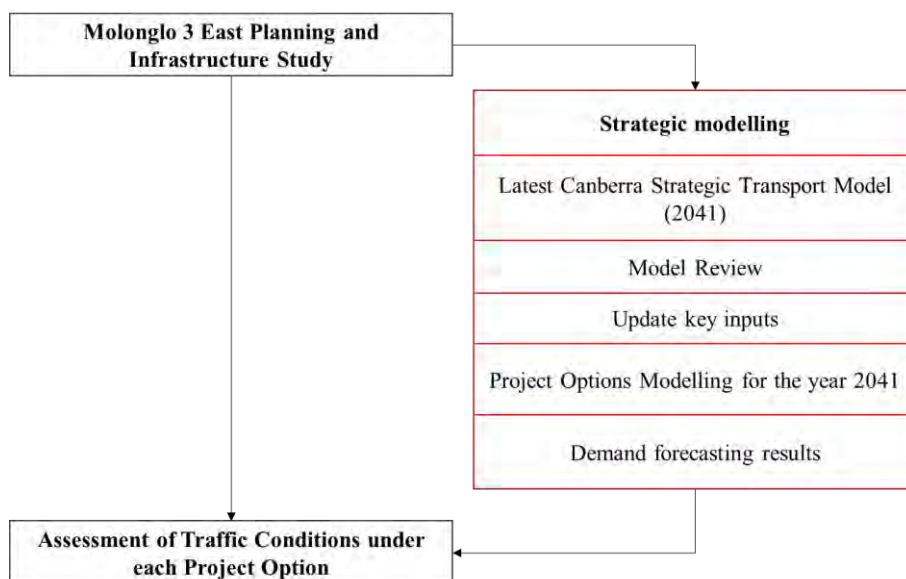 Molonglo 3 East Planning and
Infrastructure Study
Strategic modelling
Latest Canberra Strategic Transport Model
(2041)
Model Review
Update key inputs
Project Options Modelling for the year 2041
Demand forecasting results
Assessment of Traffic Conditions under
each Project Option